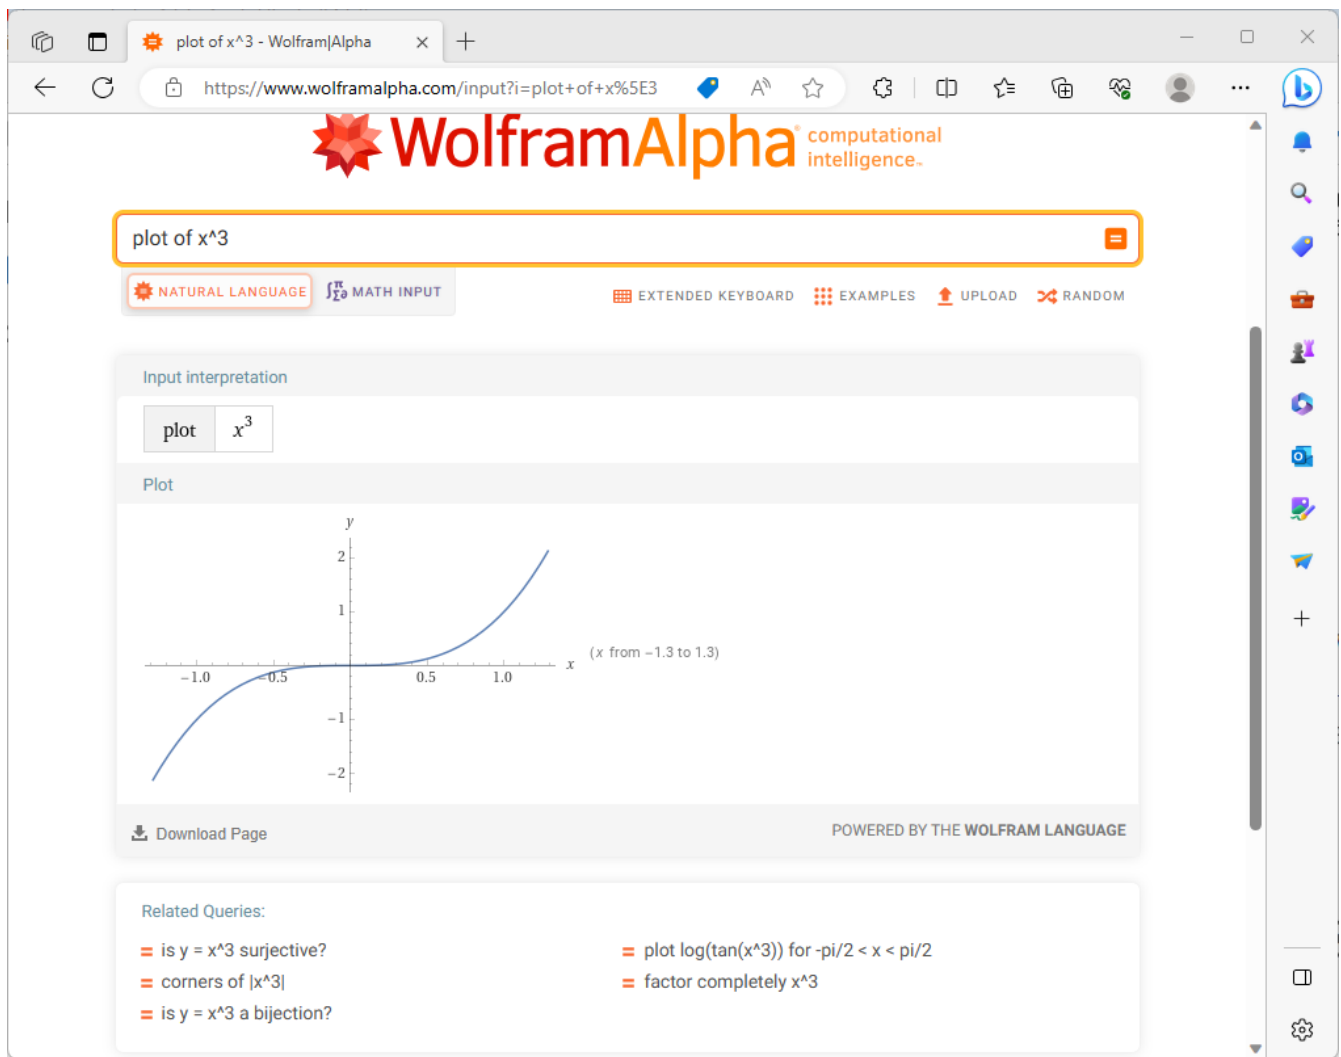 plot of x^3 - Wolfram|Alpha
https://www.wolframalpha.com/input?i=plot+of+x%5E3
WolframAlpha computational intelligence™
plot of x^3
NATURAL LANGUAGE MATH INPUT EXTENDED KEYBOARD EXAMPLES UPLOAD RANDOM
Input interpretation
plot x³
Plot
y
2
1
(x from −1.3 to 1.3)
x
−1.0 −0.5 0.5 1.0
−1
−2
Download Page POWERED BY THE WOLFRAM LANGUAGE
Related Queries:
= is y = x^3 surjective? = plot log(tan(x^3)) for -pi/2 < x < pi/2
= corners of |x^3| = factor completely x^3
= is y = x^3 a bijection?